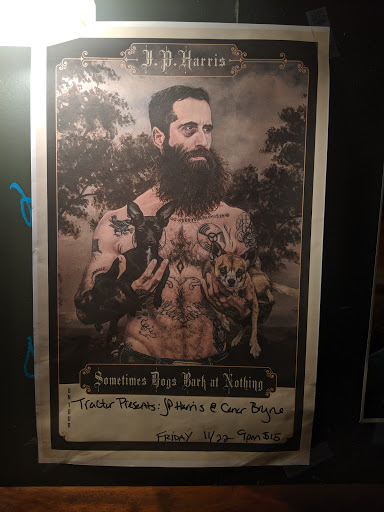 J.P. Harris
Sometimes Dogs Bark at Nothing
Tractor Presents: JP Harris @ Conor Byrne
FRIDAY 11/22 9pm $15